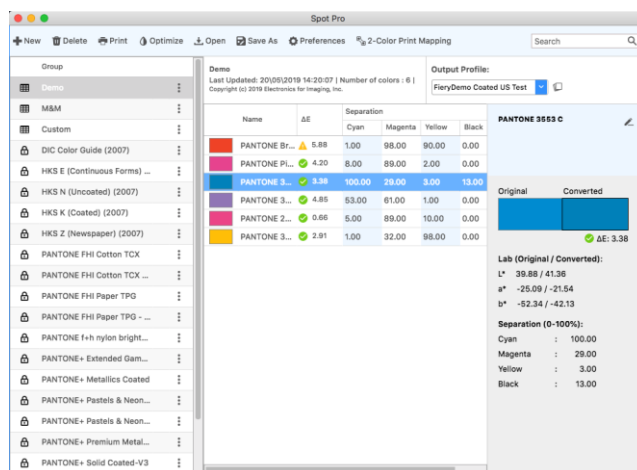 Spot Pro
New Delete Print Optimize Open Save As Preferences 2-Color Print Mapping Search
Group
Demo
M&M
Custom
DIC Color Guide (2007)
HKS E (Continuous Forms) ...
HKS N (Uncoated) (2007)
HKS K (Coated) (2007)
HKS Z (Newspaper) (2007)
PANTONE FHI Cotton TCX
PANTONE FHI Cotton TCX ...
PANTONE FHI Paper TPG
PANTONE FHI Paper TPG - ...
PANTONE f+h nylon bright...
PANTONE+ Extended Gam...
PANTONE+ Metallics Coated
PANTONE+ Pastels & Neon...
PANTONE+ Pastels & Neon...
PANTONE+ Premium Metal...
PANTONE+ Solid Coated-V3
Demo
Last Updated: 20\05\2019 14:20:07 | Number of colors : 6 |
Copyright (c) 2019 Electronics for Imaging, Inc.
Output Profile:
FieryDemo Coated US Test
Name ΔE Separation
Cyan Magenta Yellow Black
PANTONE Br... 5.88 1.00 98.00 90.00 0.00
PANTONE Pi... 4.20 8.00 89.00 2.00 0.00
PANTONE 3... 3.38 100.00 29.00 3.00 13.00
PANTONE 3... 4.85 53.00 61.00 1.00 0.00
PANTONE 2... 0.66 5.00 89.00 10.00 0.00
PANTONE 3... 2.91 1.00 32.00 98.00 0.00
PANTONE 3553 C
Original Converted
ΔE: 3.38
Lab (Original / Converted):
L* 39.88 / 41.36
a* -25.09 / -21.54
b* -52.34 / -42.13
Separation (0-100%):
Cyan : 100.00
Magenta : 29.00
Yellow : 3.00
Black : 13.00